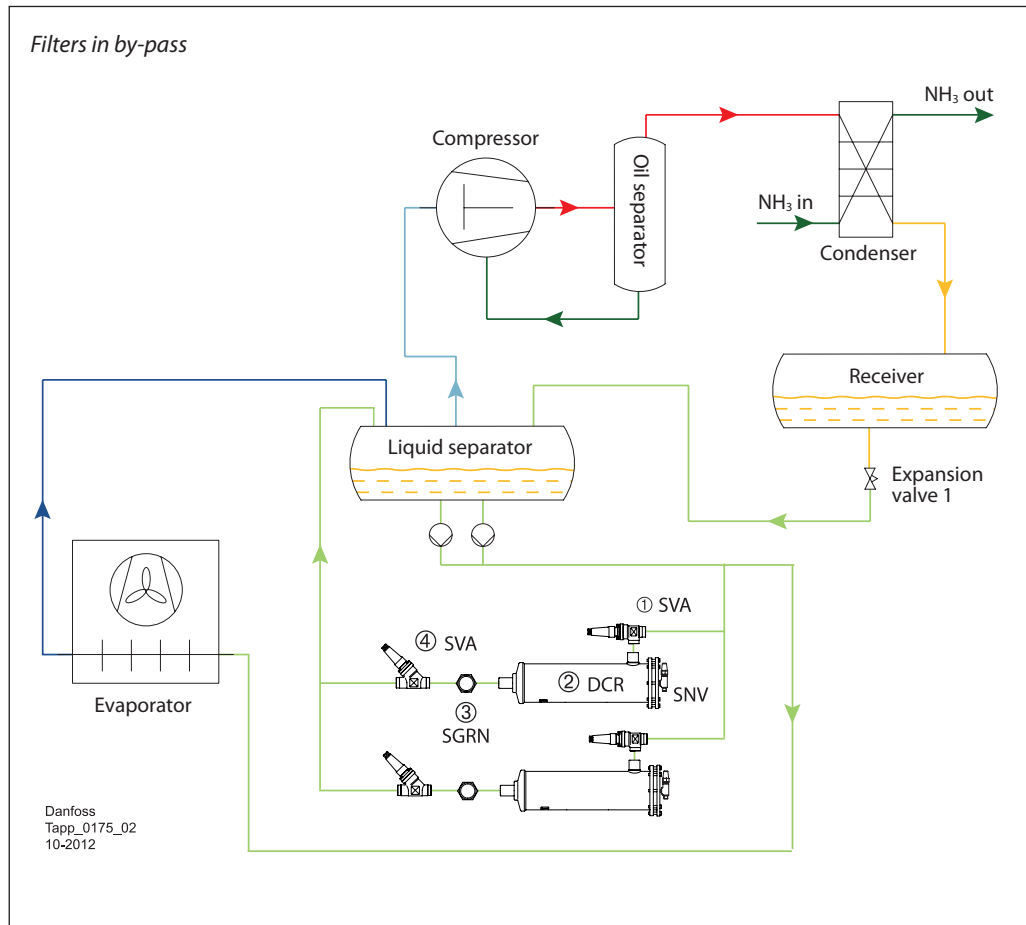 Filters in by-pass
NH₃ out
Compressor
Oil separator
NH₃ in
Condenser
Receiver
Liquid separator
Expansion
valve 1
① SVA
④ SVA
② DCR
SNV
Evaporator
③
SGRN
Danfoss
Tapp_0175_02
10-2012